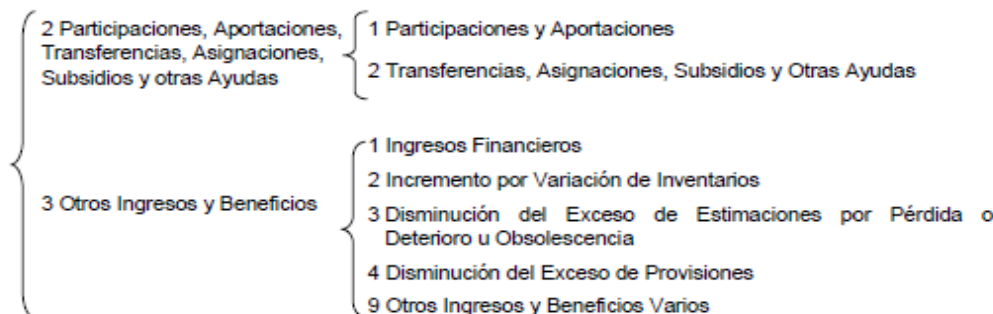 2 Participaciones, Aportaciones,
Transferencias, Asignaciones,
Subsidios y otras Ayudas
1 Participaciones y Aportaciones
2 Transferencias, Asignaciones, Subsidios y Otras Ayudas
3 Otros Ingresos y Beneficios
1 Ingresos Financieros
2 Incremento por Variación de Inventarios
3 Disminución del Exceso de Estimaciones por Pérdida o
Deterioro u Obsolescencia
4 Disminución del Exceso de Provisiones
9 Otros Ingresos y Beneficios Varios